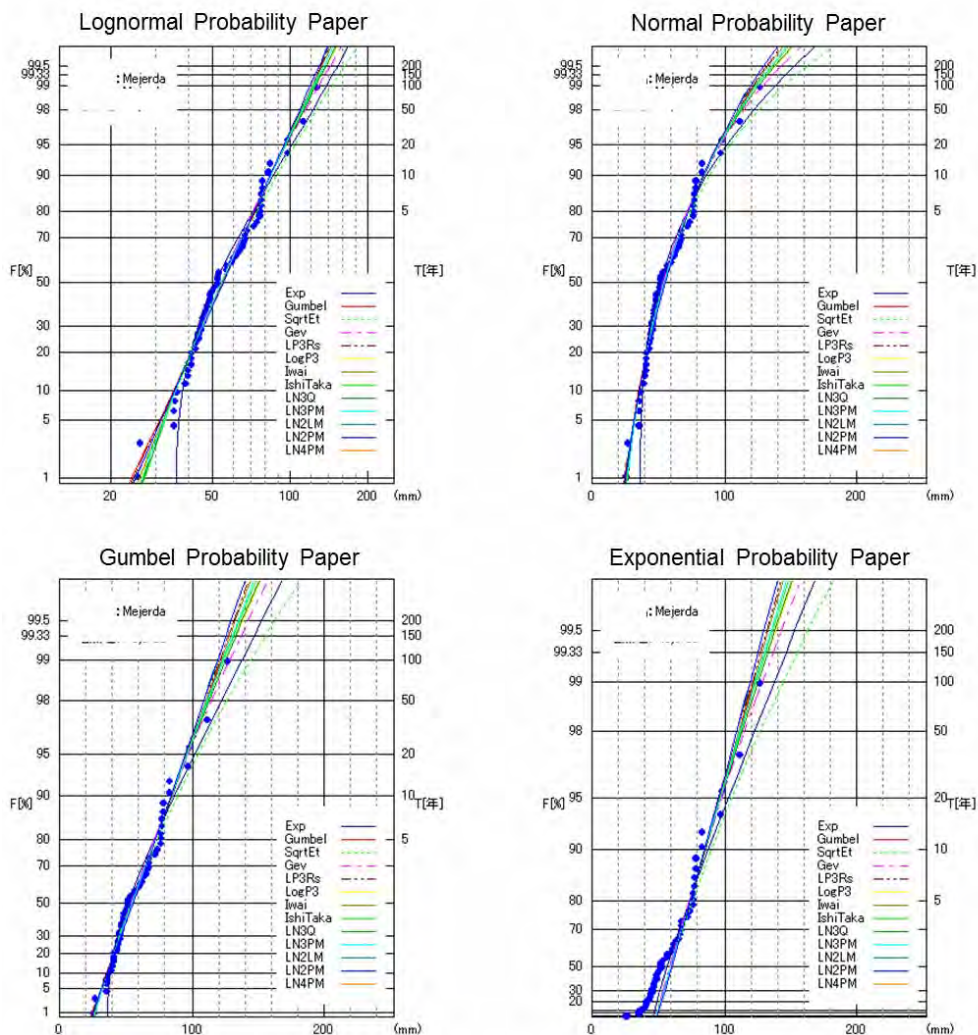 Lognormal Probability Paper
99.5
99.33
99
98
95
90
80
70
F[%]
50
30
20
10
5
1
200
150
100
50
20
10
5
T[年]
: Mejerda
Exp
Gumbel
SqrtEt
Gev
LP3Rs
LogP3
Iwai
IshiTaka
LN3Q
LN3PM
LN2LM
LN2PM
LN4PM
20 50 100 200 (mm)
Normal Probability Paper
99.5
99.33
99
98
95
90
80
70
F[%]
50
30
20
10
5
1
200
150
100
50
20
10
5
T[年]
: Mejerda
Exp
Gumbel
SqrtEt
Gev
LP3Rs
LogP3
Iwai
IshiTaka
LN3Q
LN3PM
LN2LM
LN2PM
LN4PM
0 100 200 (mm)
Gumbel Probability Paper
99.5
99.33
99
98
95
F[%]
90
80
70
50
30
20
10
5
1
200
150
100
50
20
T[年]
10
5
: Mejerda
Exp
Gumbel
SqrtEt
Gev
LP3Rs
LogP3
Iwai
IshiTaka
LN3Q
LN3PM
LN2LM
LN2PM
LN4PM
0 100 200 (mm)
Exponential Probability Paper
99.5
99.33
99
98
95
F[%]
90
80
70
50
30
20
1
200
150
100
50
20
T[年]
10
5
: Mejerda
Exp
Gumbel
SqrtEt
Gev
LP3Rs
LogP3
Iwai
IshiTaka
LN3Q
LN3PM
LN2LM
LN2PM
LN4PM
0 100 200 (mm)